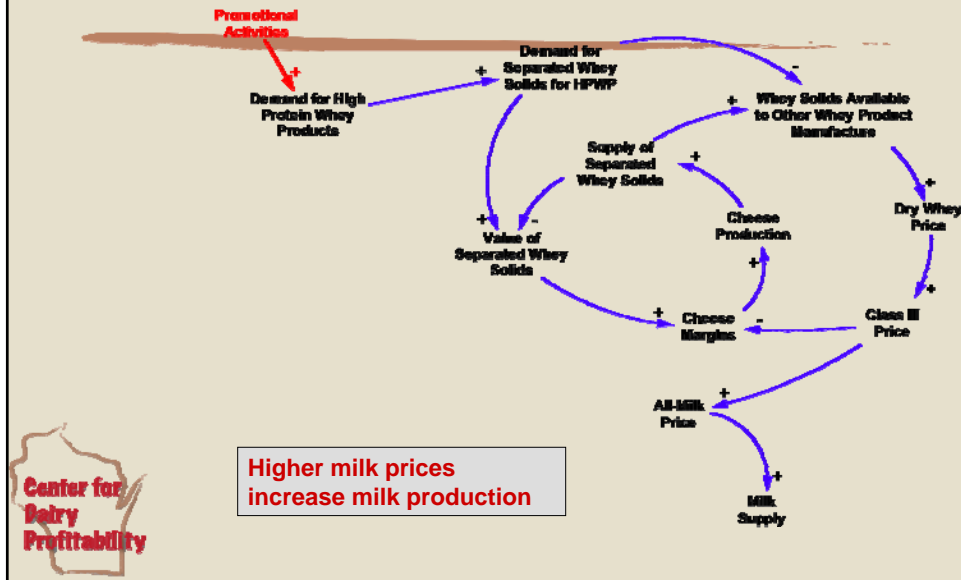 Promotional
Activities
+
Demand for High
Protein Whey
Products
+
Demand for
Separated Whey
Solids for HPWP
-
+
Whey Solids Available
to Other Whey Product
Manufacture
Supply of
Separated
Whey Solids
+
+
Dry Whey
Price
+
-
Value of
Separated Whey
Solids
Cheese
Production
+
+
Class III
Price
+
Cheese
Margins
-
+
All-Milk
Price
+
Milk
Supply
Higher milk prices
increase milk production
Center for
Dairy
Profitability